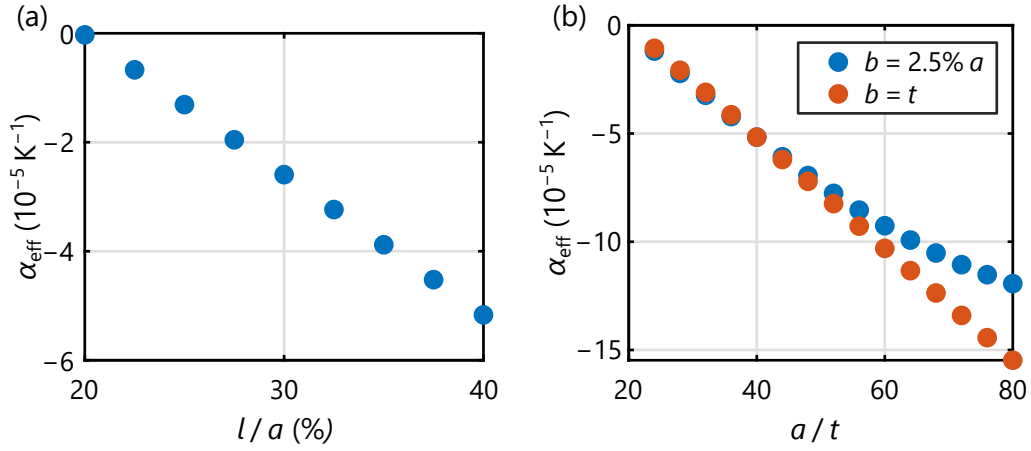 (a)
0
−2
−4
−6
α_eff (10⁻⁵ K⁻¹)
20 30 40
l / a (%)
(b)
0
−5
−10
−15
α_eff (10⁻⁵ K⁻¹)
b = 2.5% a
b = t
20 40 60 80
a / t